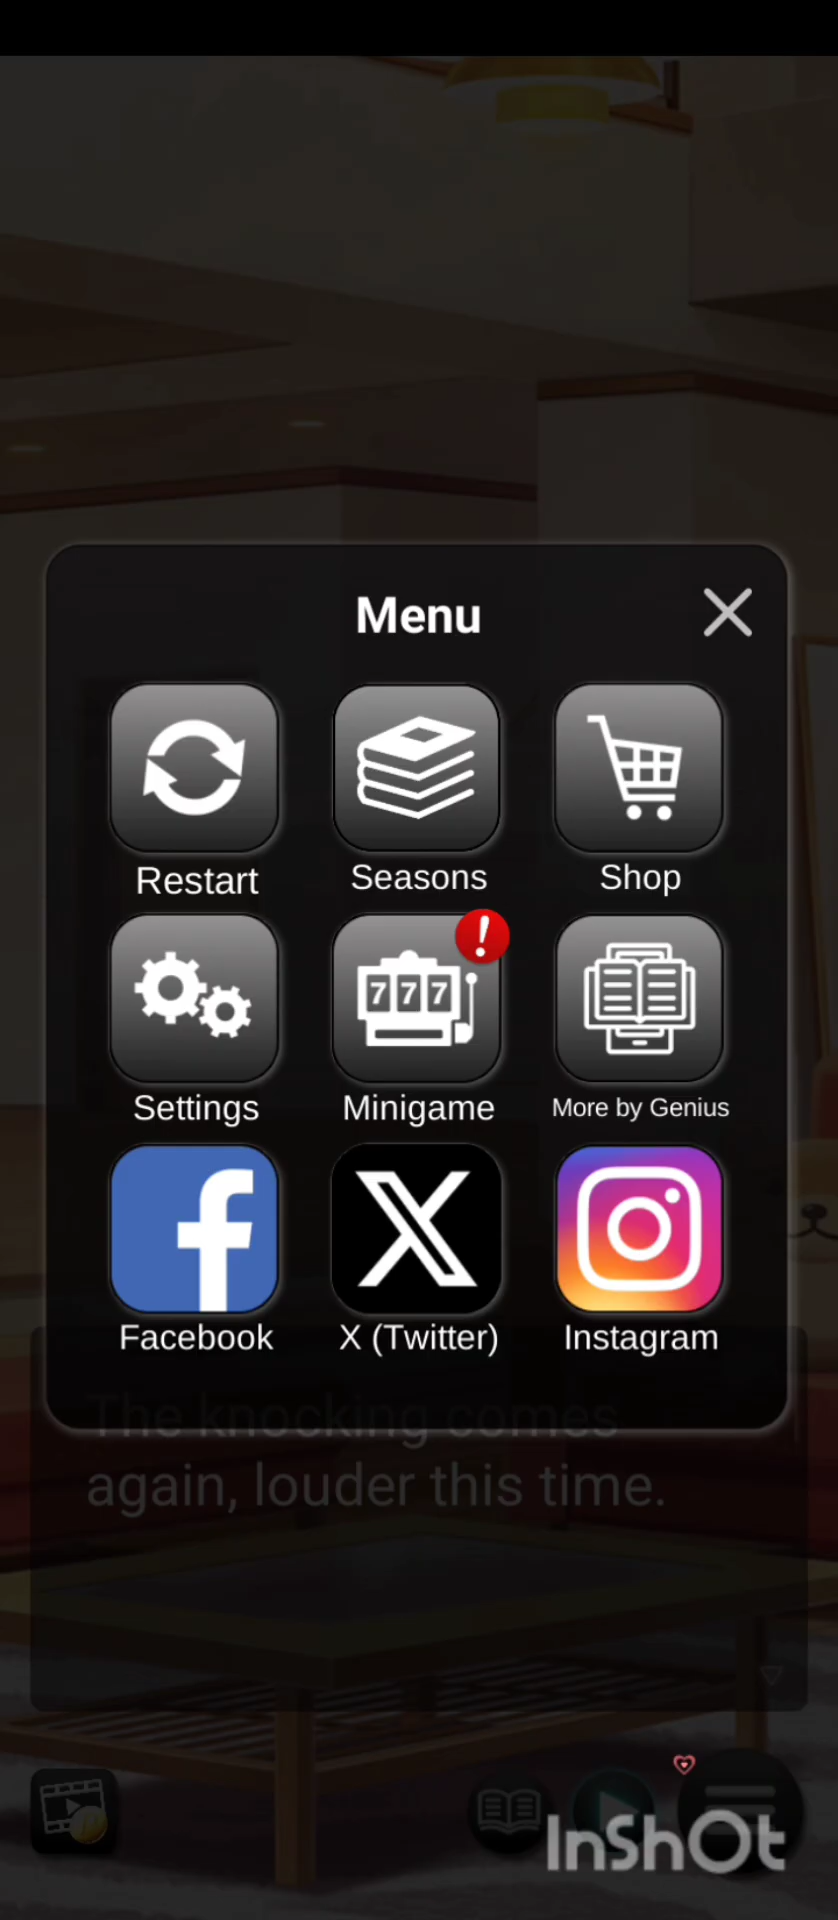 Menu
Restart
Seasons
Shop
!
777
Settings
Minigame
More by Genius
Facebook
X (Twitter)
Instagram
The knocking comes
again, louder this time.
InShOt